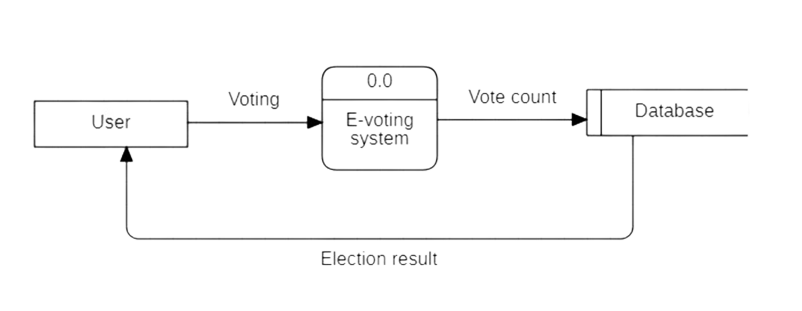 0.0
Voting
Vote count
User
E-voting
system
Database
Election result